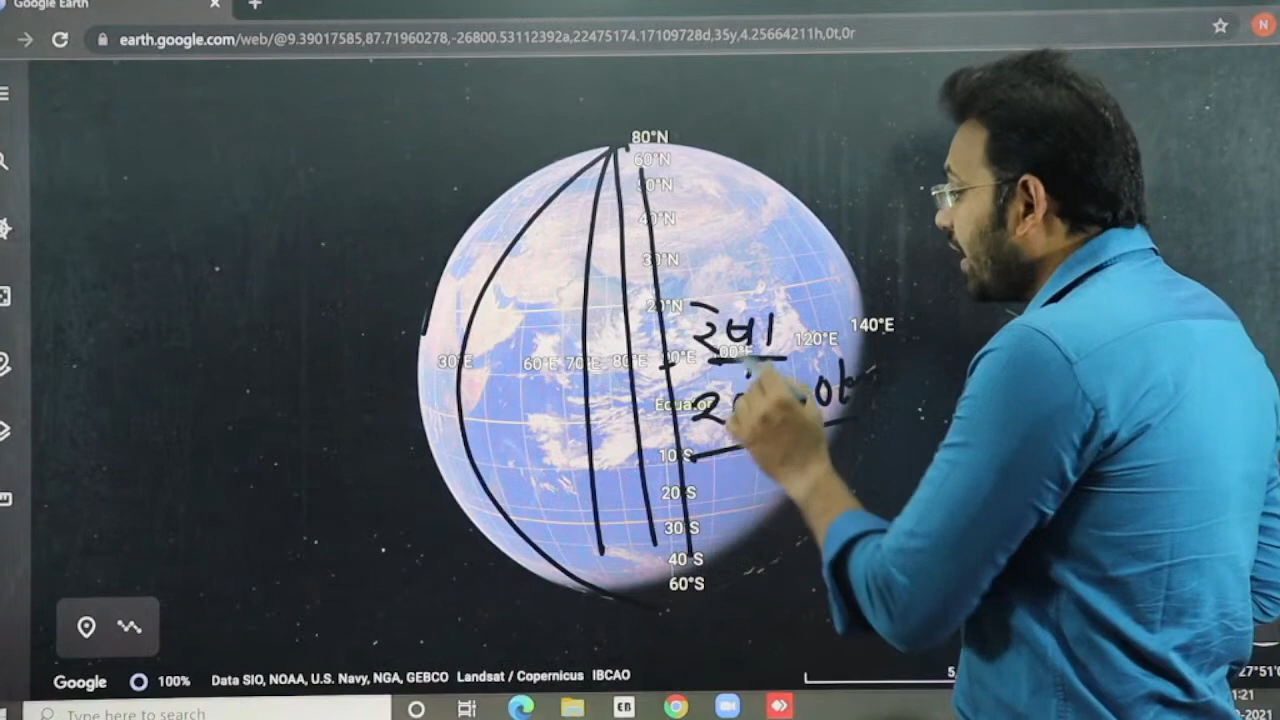 Google Earth
earth.google.com/web/@9.39017585,87.71960278,-26800.53112392a,22475174.17109728d,35y,4.25664211h,0t,0r
N
80°N
60°N
40°N
30°N
20°N
140°E
120°E
30°E
60°E
70°E
80°E
Equator
10°S
20°S
30°S
40°S
60°S
Google
100%
Data SIO, NOAA, U.S. Navy, NGA, GEBCO
Landsat / Copernicus
IBCAO
Type here to search
EB